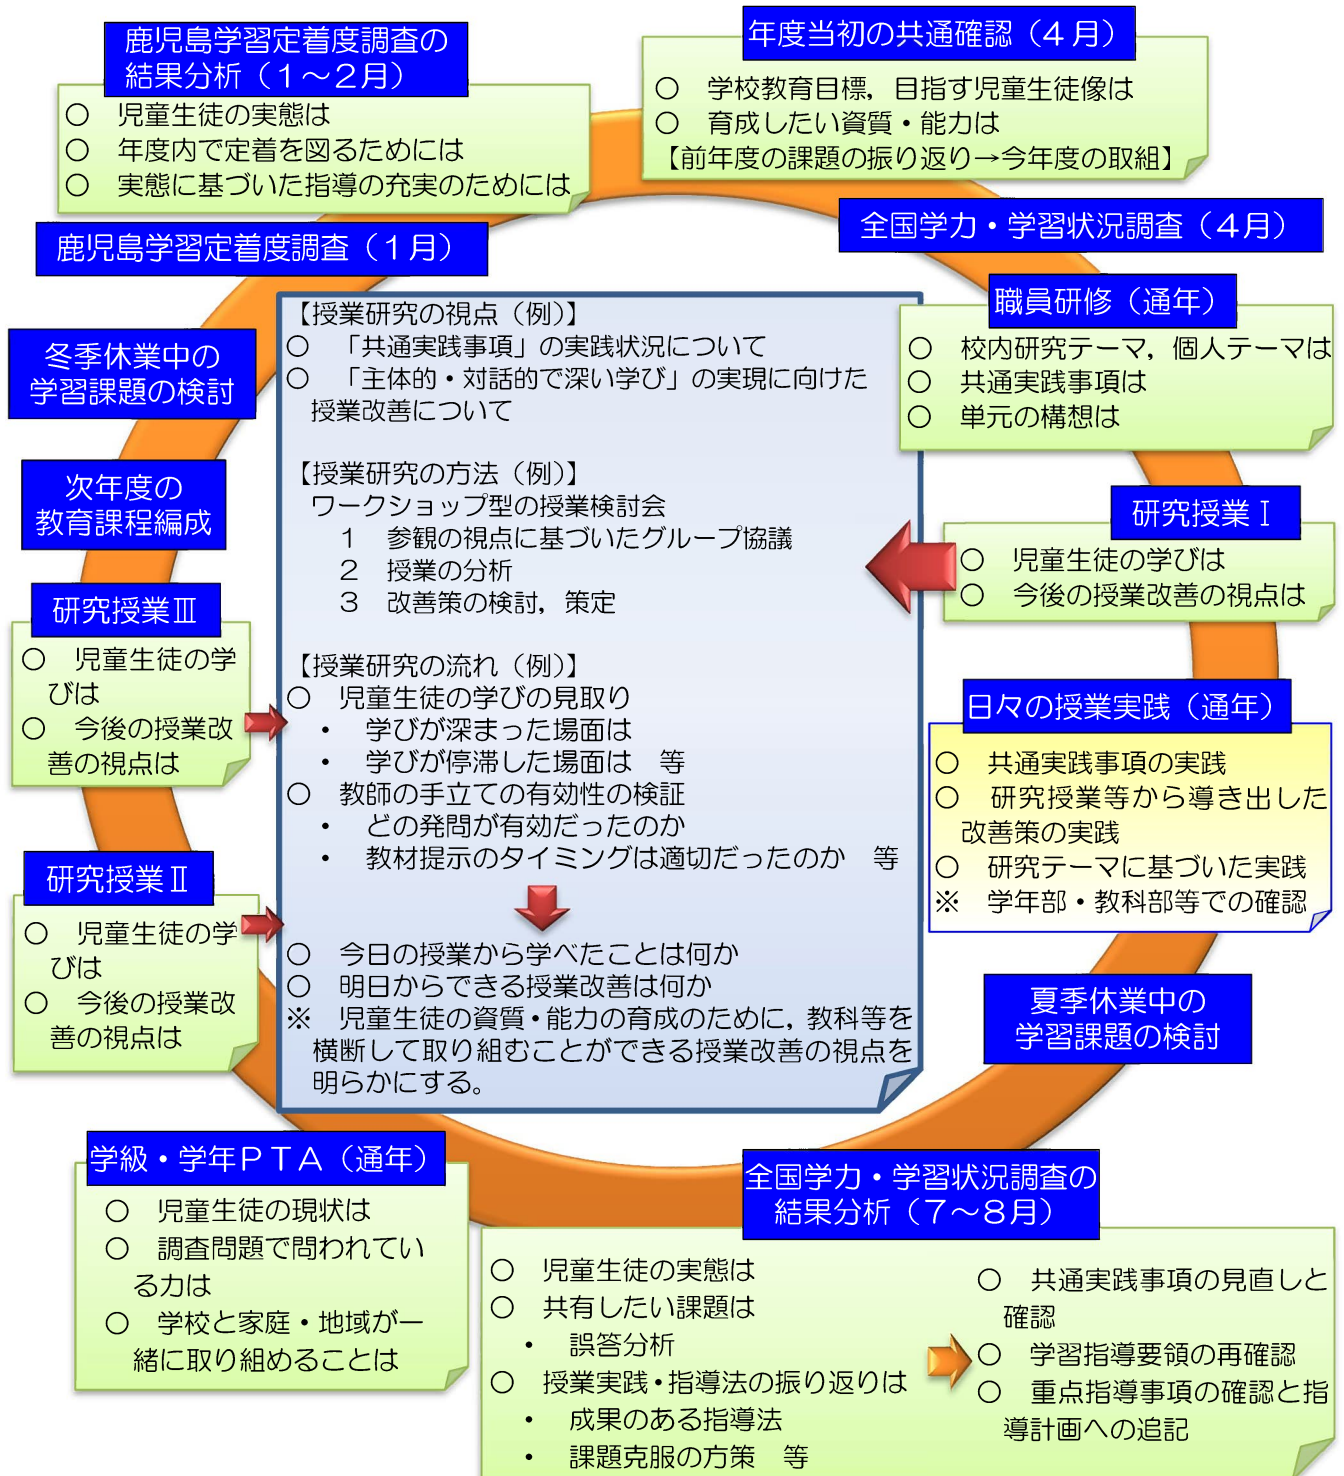 鹿児島学習定着度調査の
結果分析（１～２月）
○　児童生徒の実態は
○　年度内で定着を図るためには
○　実態に基づいた指導の充実のためには
年度当初の共通確認（４月）
○　学校教育目標，目指す児童生徒像は
○　育成したい資質・能力は
【前年度の課題の振り返り→今年度の取組】
鹿児島学習定着度調査（１月）
全国学力・学習状況調査（４月）
職員研修（通年）
○　校内研究テーマ，個人テーマは
○　共通実践事項は
○　単元の構想は
冬季休業中の
学習課題の検討
次年度の
教育課程編成
研究授業Ⅲ
○　児童生徒の学
びは
○　今後の授業改
善の視点は
研究授業Ⅱ
○　児童生徒の学
びは
○　今後の授業改
善の視点は
【授業研究の視点（例）】
○　「共通実践事項」の実践状況について
○　「主体的・対話的で深い学び」の実現に向けた
授業改善について
【授業研究の方法（例）】
ワークショップ型の授業検討会
１　参観の視点に基づいたグループ協議
２　授業の分析
３　改善策の検討，策定
【授業研究の流れ（例）】
○　児童生徒の学びの見取り
・　学びが深まった場面は
・　学びが停滞した場面は　等
○　教師の手立ての有効性の検証
・　どの発問が有効だったのか
・　教材提示のタイミングは適切だったのか　等
○　今日の授業から学べたことは何か
○　明日からできる授業改善は何か
※　児童生徒の資質・能力の育成のために，教科等を
横断して取り組むことができる授業改善の視点を
明らかにする。
研究授業Ⅰ
○　児童生徒の学びは
○　今後の授業改善の視点は
日々の授業実践（通年）
○　共通実践事項の実践
○　研究授業等から導き出した
改善策の実践
○　研究テーマに基づいた実践
※　学年部・教科部等での確認
夏季休業中の
学習課題の検討
学級・学年ＰＴＡ（通年）
○　児童生徒の現状は
○　調査問題で問われてい
る力は
○　学校と家庭・地域が一
緒に取り組めることは
全国学力・学習状況調査の
結果分析（７～８月）
○　児童生徒の実態は
○　共有したい課題は
・　誤答分析
○　授業実践・指導法の振り返りは
・　成果のある指導法
・　課題克服の方策　等
○　共通実践事項の見直しと
確認
○　学習指導要領の再確認
○　重点指導事項の確認と指
導計画への追記